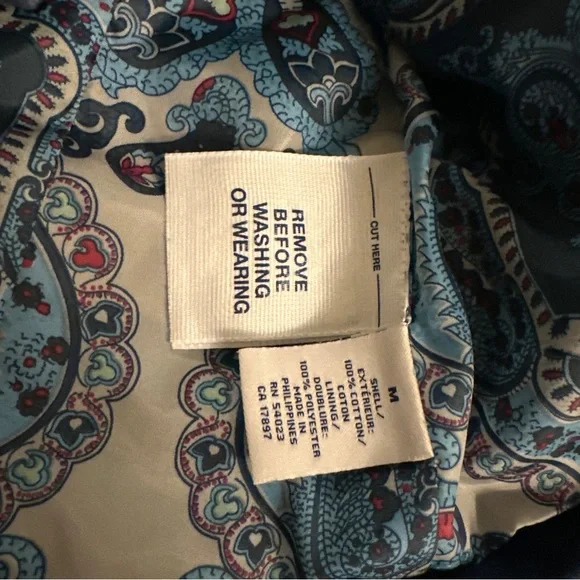 — CUT HERE —
REMOVE
BEFORE
WASHING
OR WEARING
M
SHELL/
EXTÉRIEUR:
100% COTTON/
COTON
LINING/
DOUBLURE:
100% POLYESTER
MADE IN
PHILIPPINES
RN 54023
CA 17897